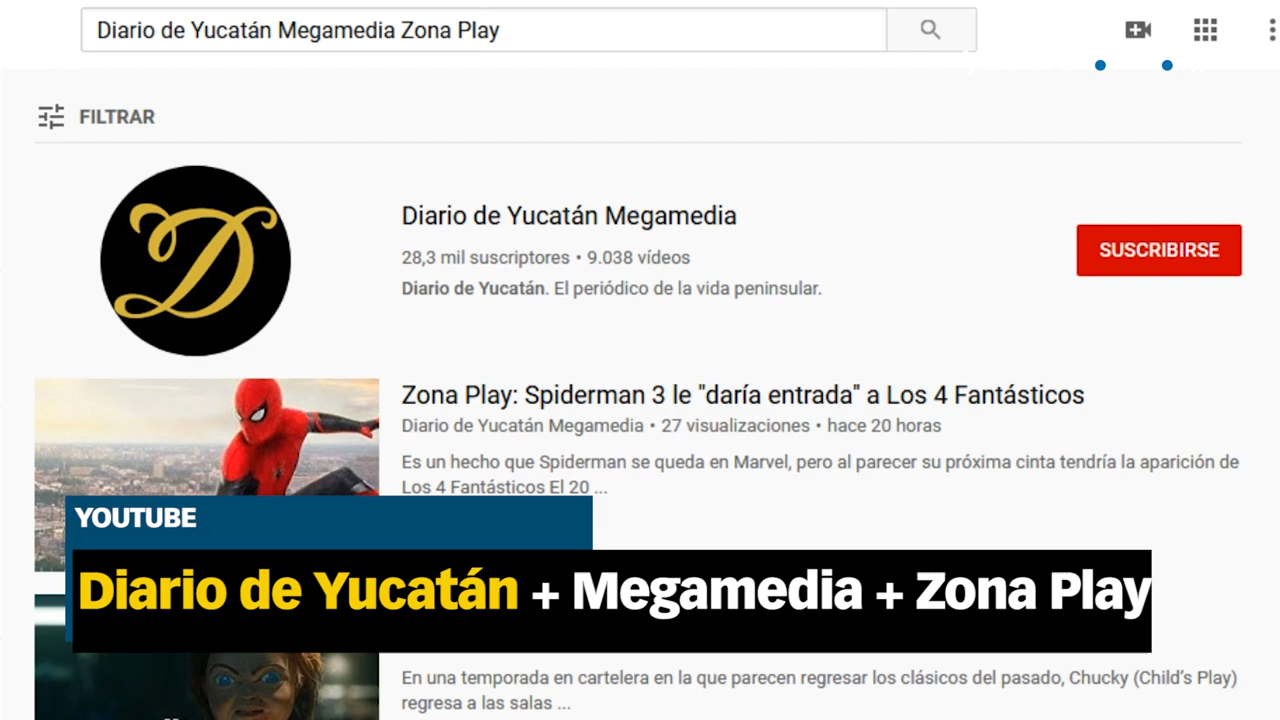 Diario de Yucatán Megamedia Zona Play
FILTRAR
D
Diario de Yucatán Megamedia
28,3 mil suscriptores • 9.038 vídeos
Diario de Yucatán. El periódico de la vida peninsular.
SUSCRIBIRSE
Zona Play: Spiderman 3 le "daría entrada" a Los 4 Fantásticos
Diario de Yucatán Megamedia • 27 visualizaciones • hace 20 horas
Es un hecho que Spiderman se queda en Marvel, pero al parecer su próxima cinta tendría la aparición de
Los 4 Fantásticos El 20 ...
YOUTUBE
Diario de Yucatán + Megamedia + Zona Play
En una temporada en cartelera en la que parecen regresar los clásicos del pasado, Chucky (Child's Play)
regresa a las salas ...